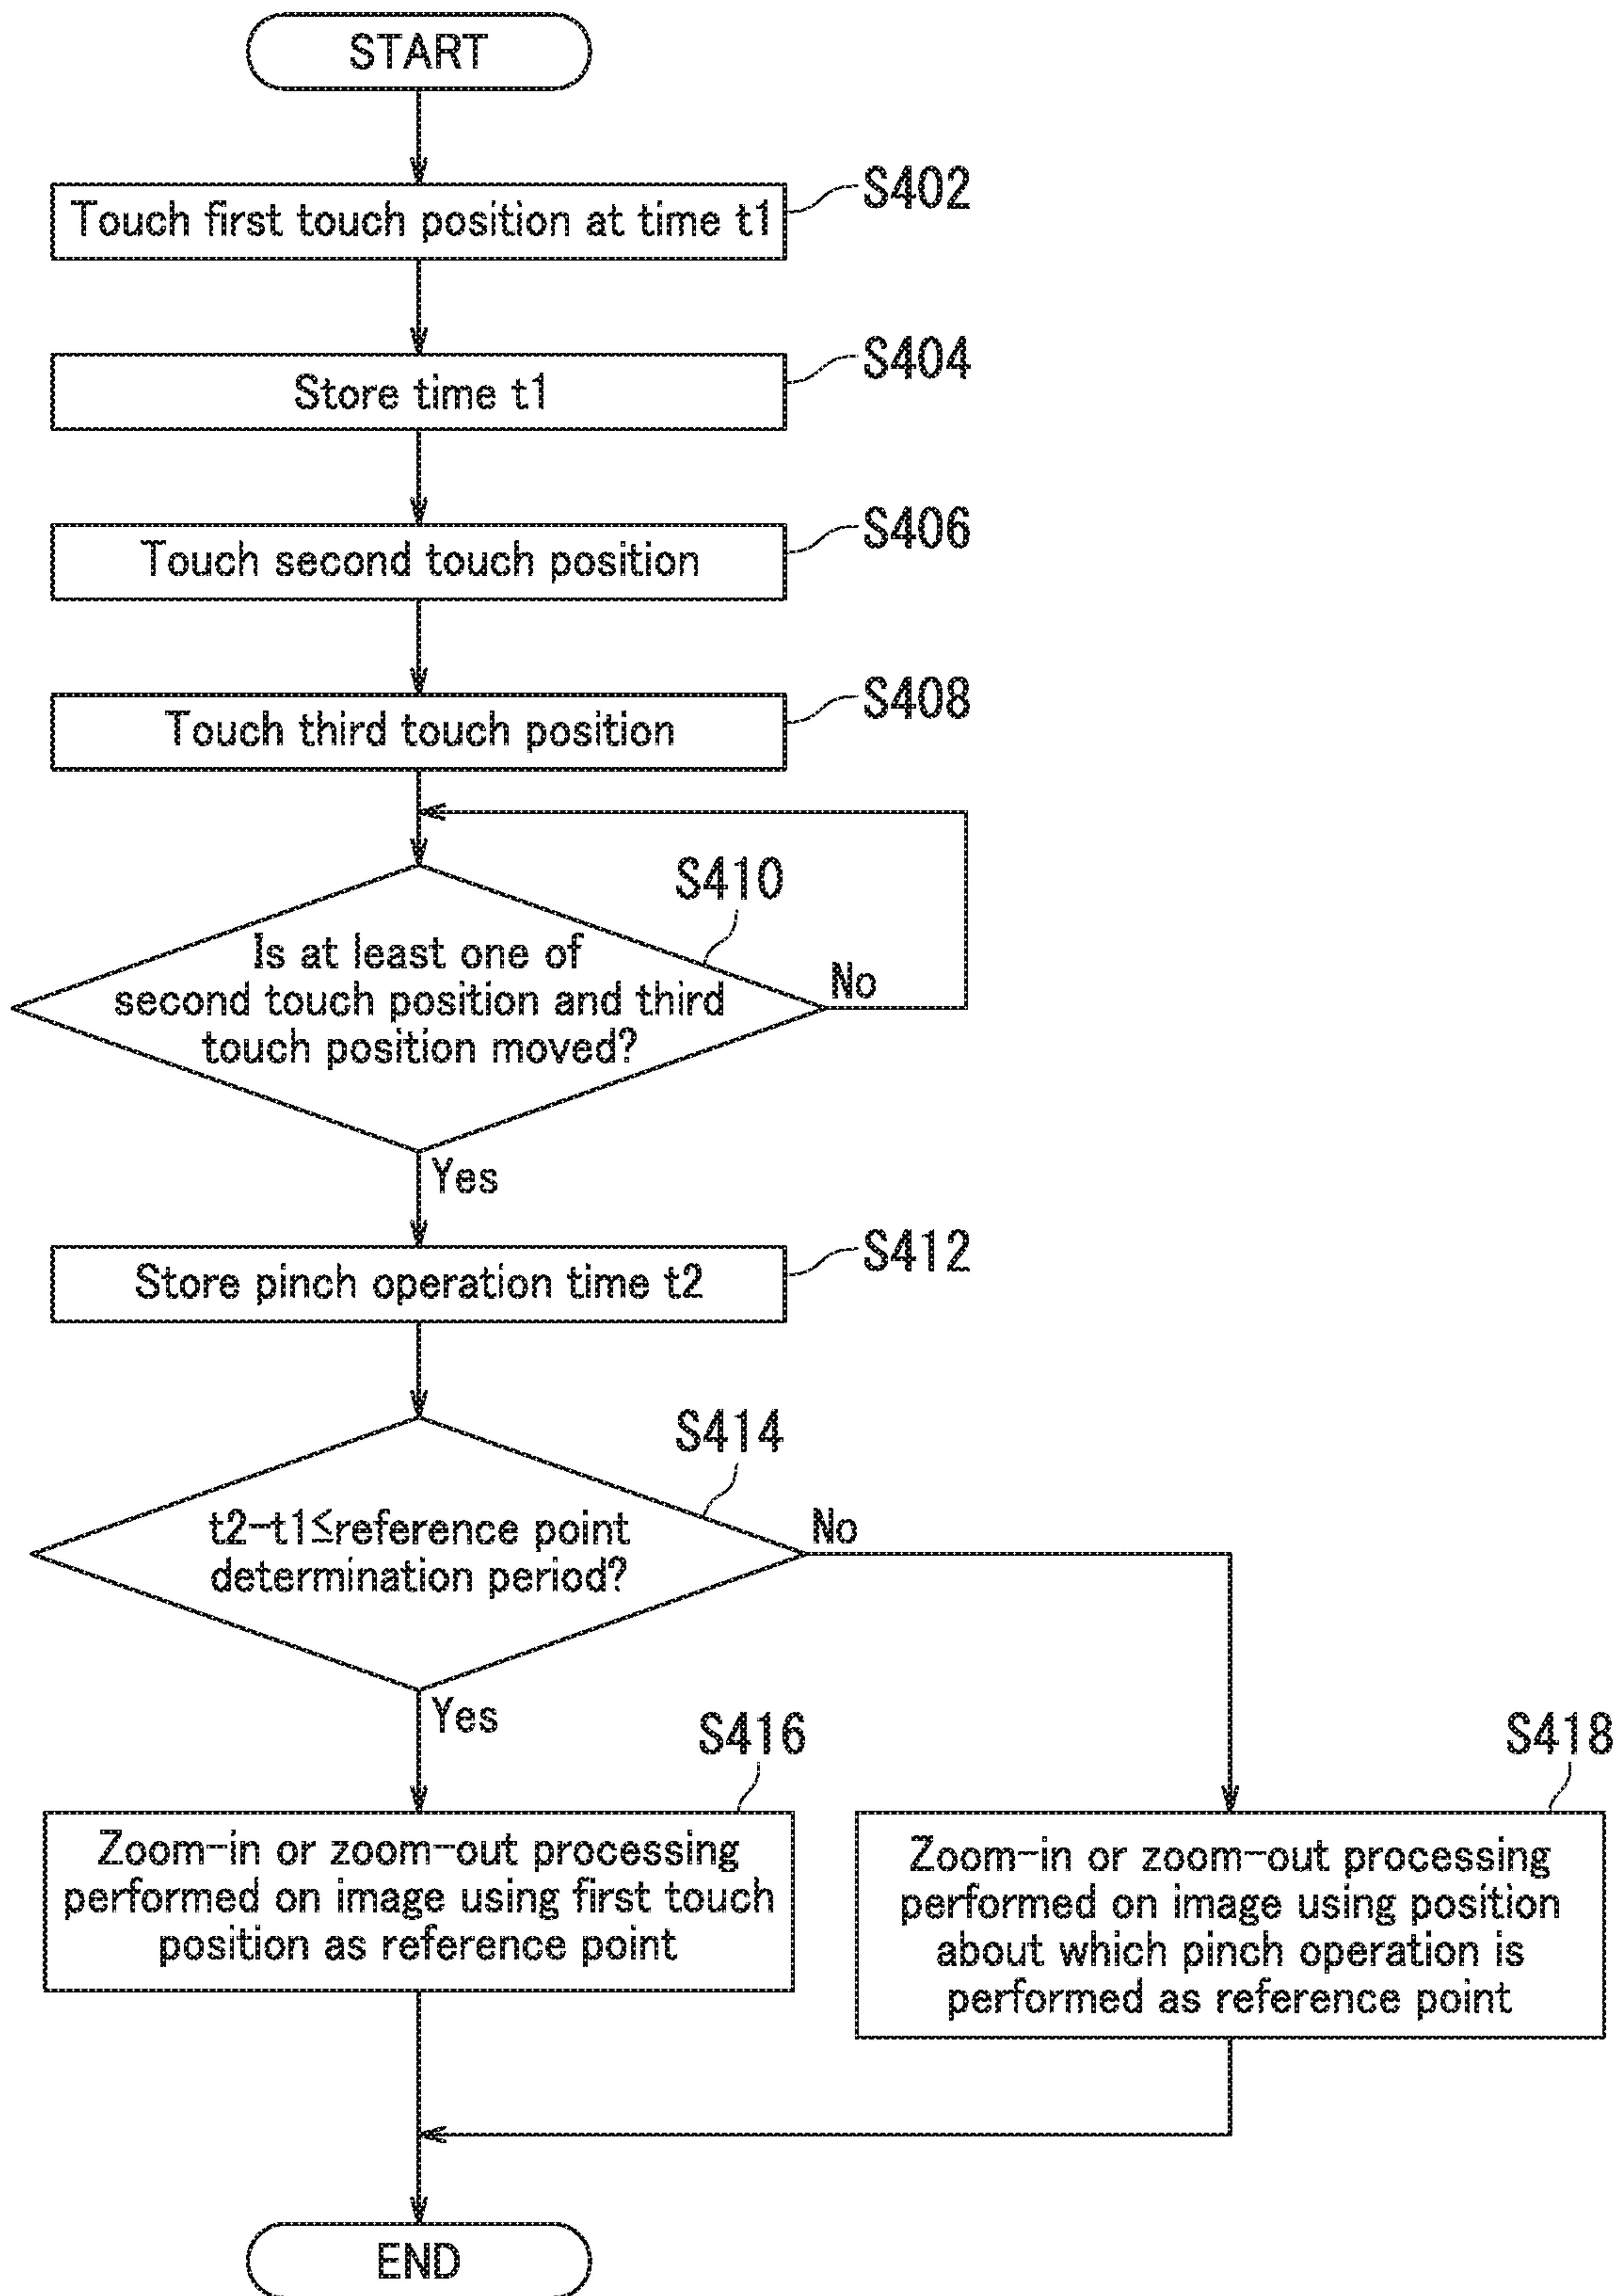 START
S402
Touch first touch position at time t1
S404
Store time t1
S406
Touch second touch position
S408
Touch third touch position
S410
Is at least one of
second touch position and third
touch position moved?
No
Yes
S412
Store pinch operation time t2
S414
t2-t1≦reference point
determination period?
No
Yes
S416
Zoom-in or zoom-out processing
performed on image using first touch
position as reference point
S418
Zoom-in or zoom-out processing
performed on image using position
about which pinch operation is
performed as reference point
END